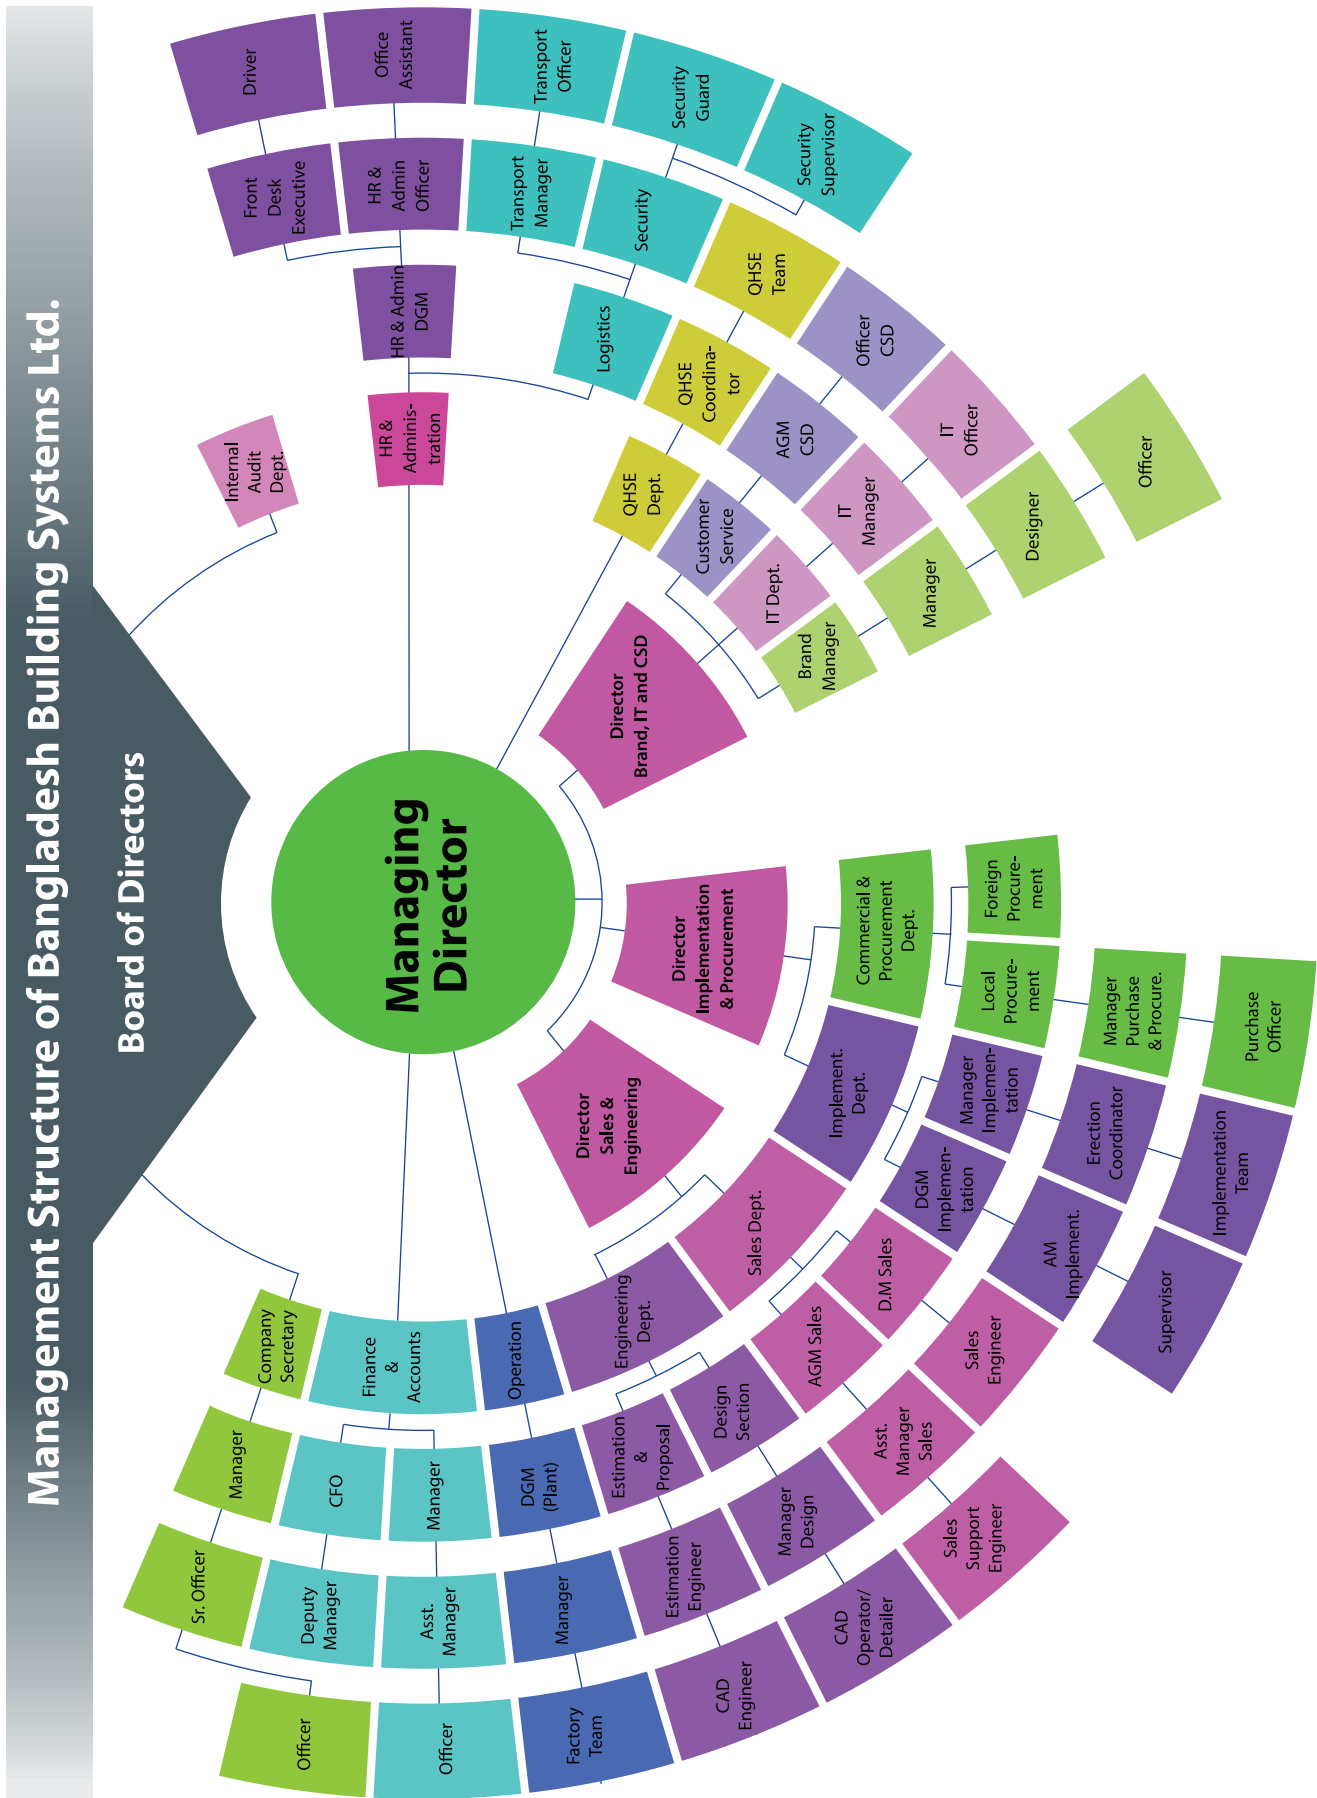 Management Structure of Bangladesh Building Systems Ltd.
Board of Directors
Managing
Director
Company
Secretary
Manager
Sr. Officer
Officer
Finance
&
Accounts
CFO
Manager
Deputy
Manager
Asst.
Manager
Officer
Operation
DGM
(Plant)
Manager
Factory
Team
Director
Sales &
Engineering
Engineering
Dept.
Estimation
&
Proposal
Design
Section
Estimation
Engineer
Manager
Design
CAD
Engineer
CAD
Operator/
Detailer
Sales Dept.
AGM Sales
D.M Sales
Asst.
Manager
Sales
Sales
Engineer
Sales
Support
Engineer
Director
Implementation
& Procurement
Implement.
Dept.
DGM
Implemen-
tation
Manager
Implemen-
tation
AM
Implement.
Erection
Coordinator
Supervisor
Implementation
Team
Commercial &
Procurement
Dept.
Local
Procure-
ment
Foreign
Procure-
ment
Manager
Purchase
& Procure.
Purchase
Officer
Director
Brand, IT and CSD
Brand
Manager
Manager
Designer
Officer
IT Dept.
IT
Manager
IT
Officer
Customer
Service
AGM
CSD
Officer
CSD
QHSE
Dept.
QHSE
Coordina-
tor
QHSE
Team
HR &
Adminis-
tration
HR & Admin
DGM
Logistics
Front
Desk
Executive
HR &
Admin
Officer
Transport
Manager
Security
Driver
Office
Assistant
Transport
Officer
Security
Guard
Security
Supervisor
Internal
Audit
Dept.